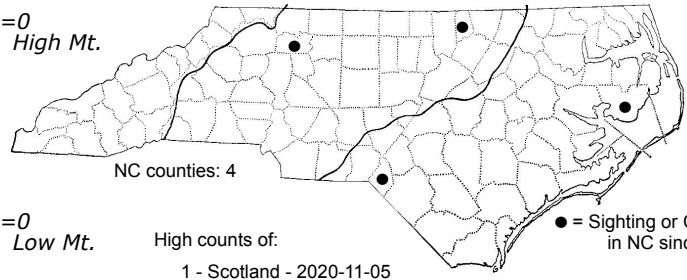 =0
High Mt.
NC counties: 4
=0
Low Mt.
High counts of:
1 - Scotland - 2020-11-05
● = Sighting or
in NC